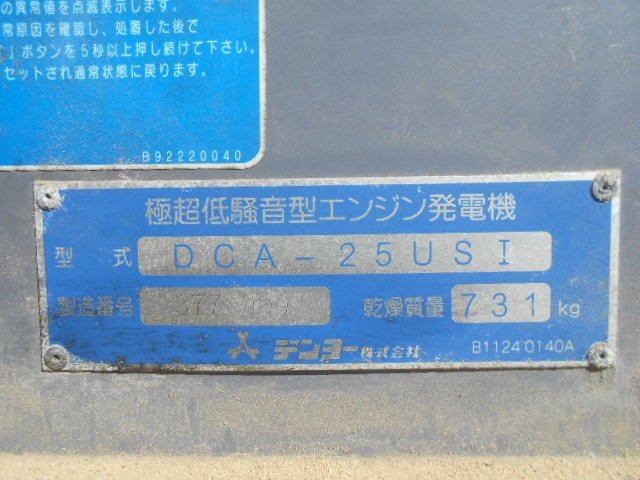 の異常値を点滅表示します。
常原因を確認し、処置した後で
」ボタンを5秒以上押し続けて下さい。
セットされ通常状態に戻ります。
B92220040
極超低騒音型エンジン発電機
型式 DCA-25USI
製造番号 377 乾燥質量 731 kg
デンヨー株式会社 B11240140A